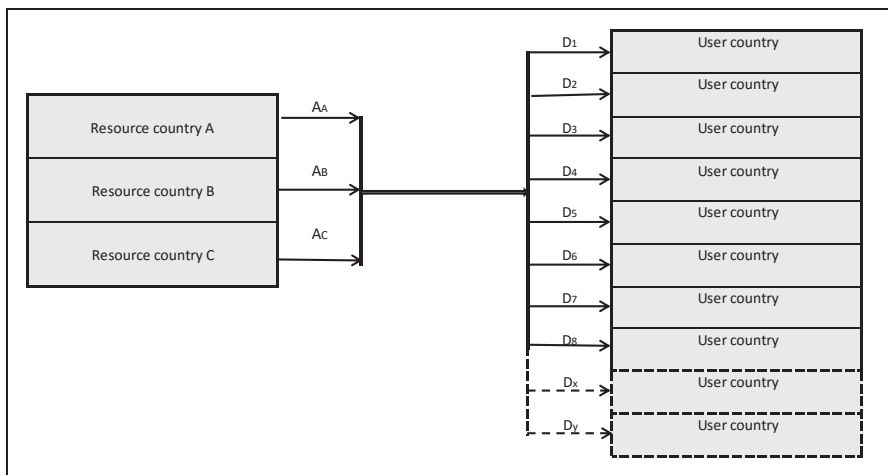 Resource country A
Resource country B
Resource country C
AA
AB
AC
D1
User country
D2
User country
D3
User country
D4
User country
D5
User country
D6
User country
D7
User country
D8
User country
Dx
User country
Dy
User country